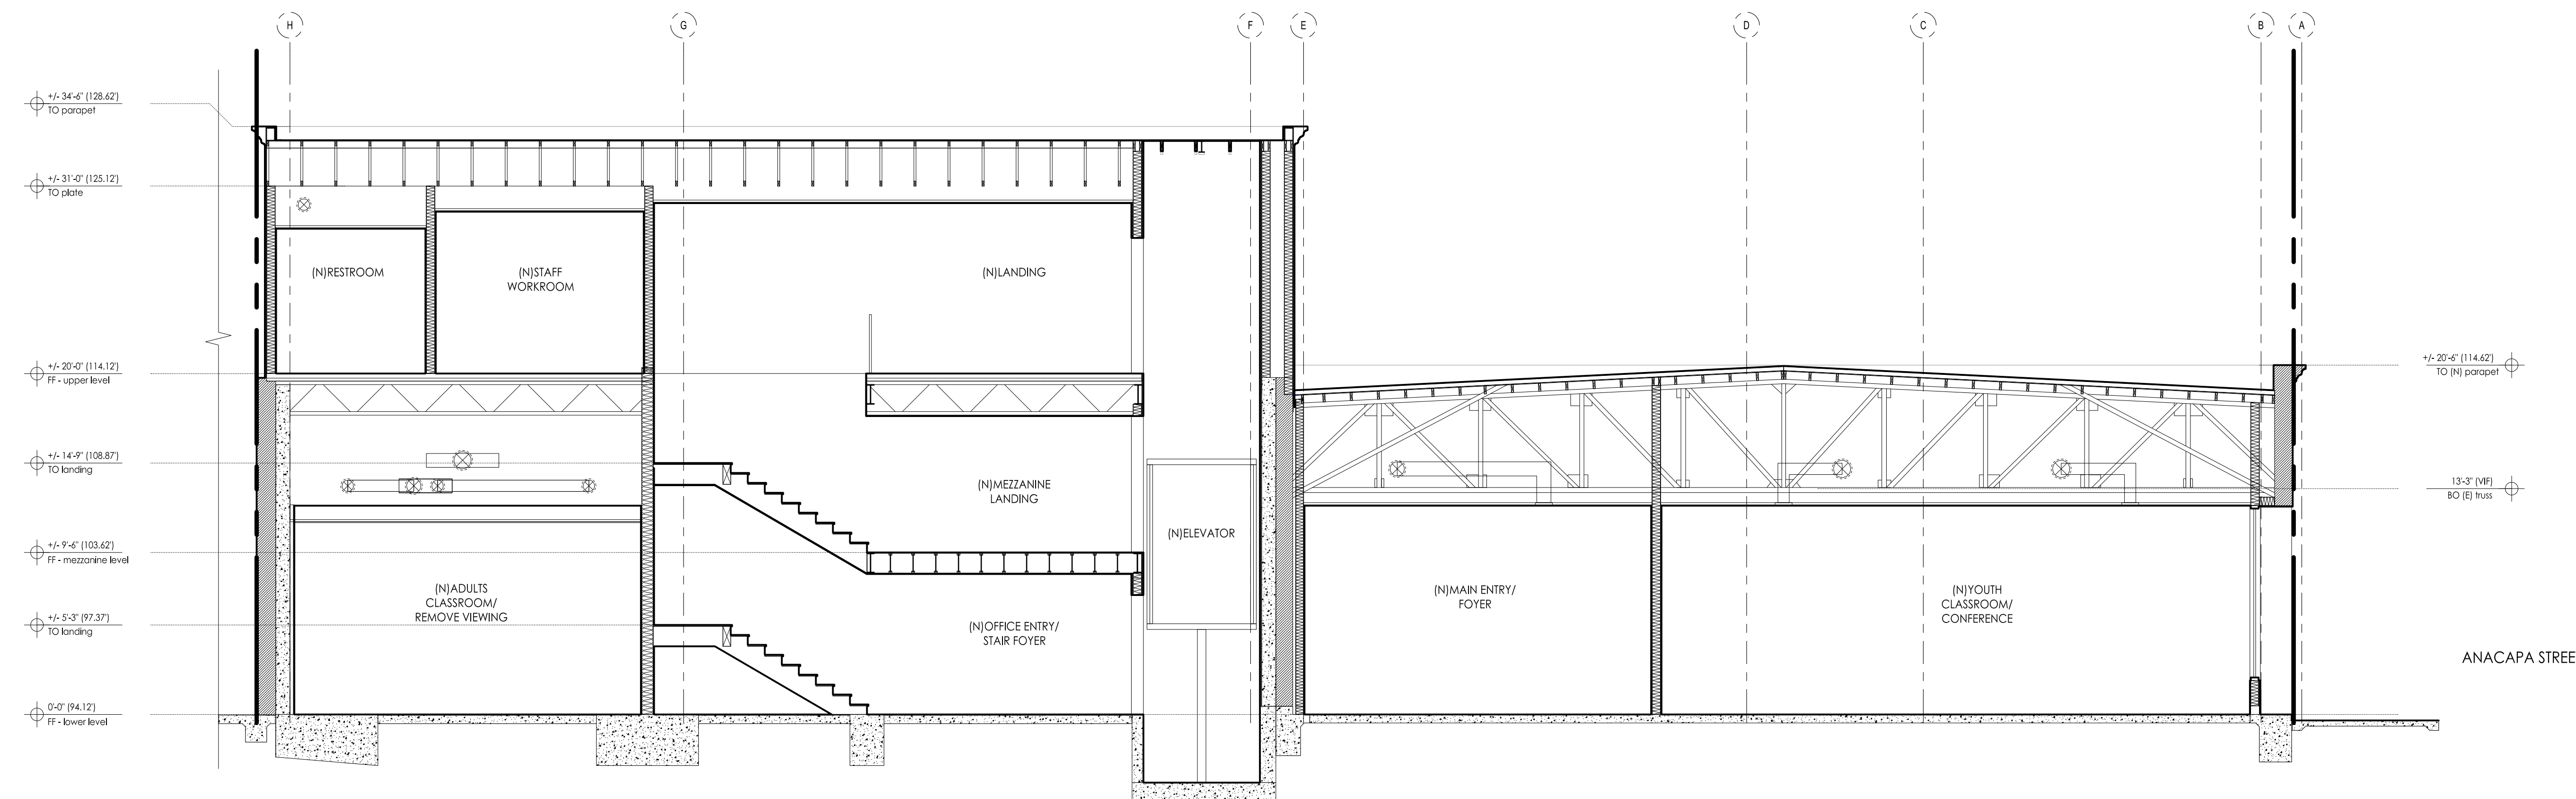 H
G
F
E
D
C
B
A
+/- 34'-6" (128.62')
TO parapet
+/- 31'-0" (125.12')
TO plate
(N)RESTROOM
(N)STAFF
WORKROOM
(N)LANDING
+/- 20'-0" (114.12')
FF - upper level
+/- 20'-6" (114.62')
TO (N) parapet
+/- 14'-9" (108.87')
TO landing
(N)MEZZANINE
LANDING
13'-3" (VIF)
BO (E) truss
(N)ELEVATOR
+/- 9'-6" (103.62')
FF - mezzanine level
(N)ADULTS
CLASSROOM/
REMOVE VIEWING
(N)MAIN ENTRY/
FOYER
(N)YOUTH
CLASSROOM/
CONFERENCE
+/- 5'-3" (97.37')
TO landing
(N)OFFICE ENTRY/
STAIR FOYER
ANACAPA STREE
0'-0" (94.12')
FF - lower level